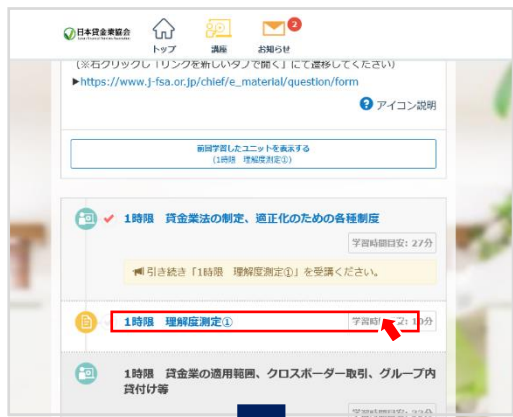 日本貸金業協会
2
トップ
講座
お知らせ
(※右クリックし「リンクを新しいタブで開く」にて遷移してください)
▶https://www.j-fsa.or.jp/chief/e_material/question/form
? アイコン説明
前回学習したユニットを表示する
(1時限 理解度測定①)
1時限 貸金業法の制定、適正化のための各種制度
学習時間目安: 27分
引き続き「1時限 理解度測定①」を受講ください。
1時限 理解度測定①
1時限 貸金業の適用範囲、クロスボーダー取引、グループ内
貸付け等